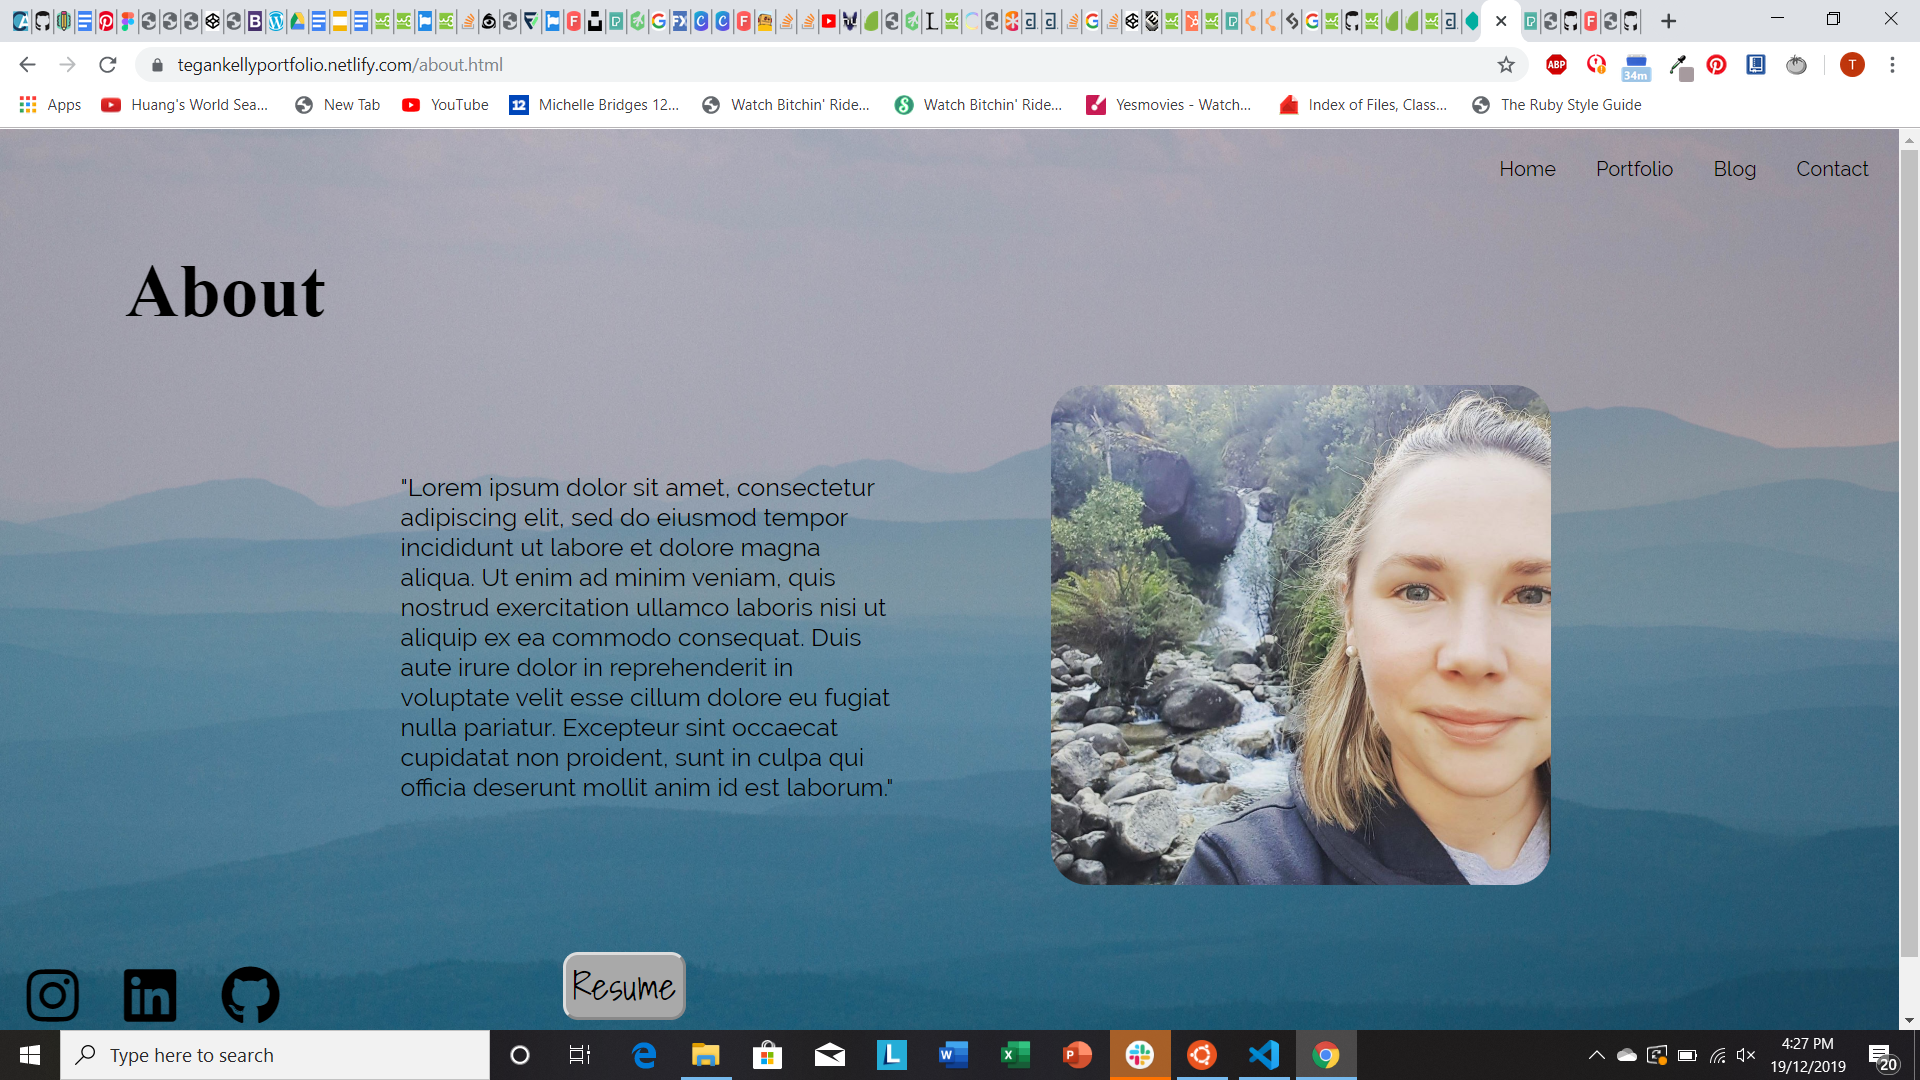 tegankellyportfolio.netlify.com/about.html
ABP
34m
T
Apps
Huang's World Sea...
New Tab
YouTube
12
Michelle Bridges 12...
Watch Bitchin' Ride...
Watch Bitchin' Ride...
Yesmovies - Watch...
Index of Files, Class...
The Ruby Style Guide
Home
Portfolio
Blog
Contact
About
"Lorem ipsum dolor sit amet, consectetur
adipiscing elit, sed do eiusmod tempor
incididunt ut labore et dolore magna
aliqua. Ut enim ad minim veniam, quis
nostrud exercitation ullamco laboris nisi ut
aliquip ex ea commodo consequat. Duis
aute irure dolor in reprehenderit in
voluptate velit esse cillum dolore eu fugiat
nulla pariatur. Excepteur sint occaecat
cupidatat non proident, sunt in culpa qui
officia deserunt mollit anim id est laborum."
in
Resume
Type here to search
4:27 PM
19/12/2019
20